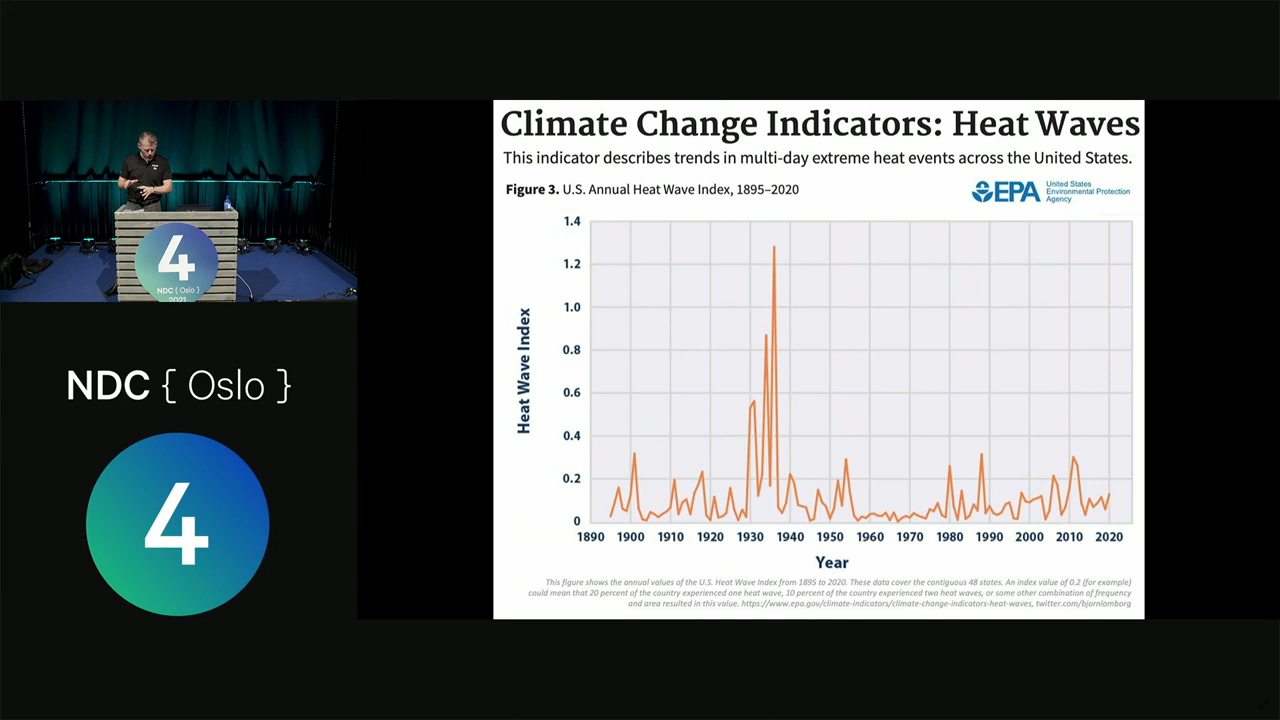 Climate Change Indicators: Heat Waves
This indicator describes trends in multi-day extreme heat events across the United States.
Figure 3. U.S. Annual Heat Wave Index, 1895–2020
EPA
United States
Environmental Protection
Agency
1.4
1.2
1.0
0.8
0.6
0.4
0.2
0
Heat Wave Index
1890 1900 1910 1920 1930 1940 1950 1960 1970 1980 1990 2000 2010 2020
Year
This figure shows the annual values of the U.S. Heat Wave Index from 1895 to 2020. These data cover the contiguous 48 states. An index value of 0.2 (for example)
could mean that 20 percent of the country experienced one heat wave, 10 percent of the country experienced two heat waves, or some other combination of frequency
and area resulted in this value. https://www.epa.gov/climate-indicators/climate-change-indicators-heat-waves, twitter.com/bjornlomborg
4
NDC { Oslo }
2021
NDC { Oslo }
4